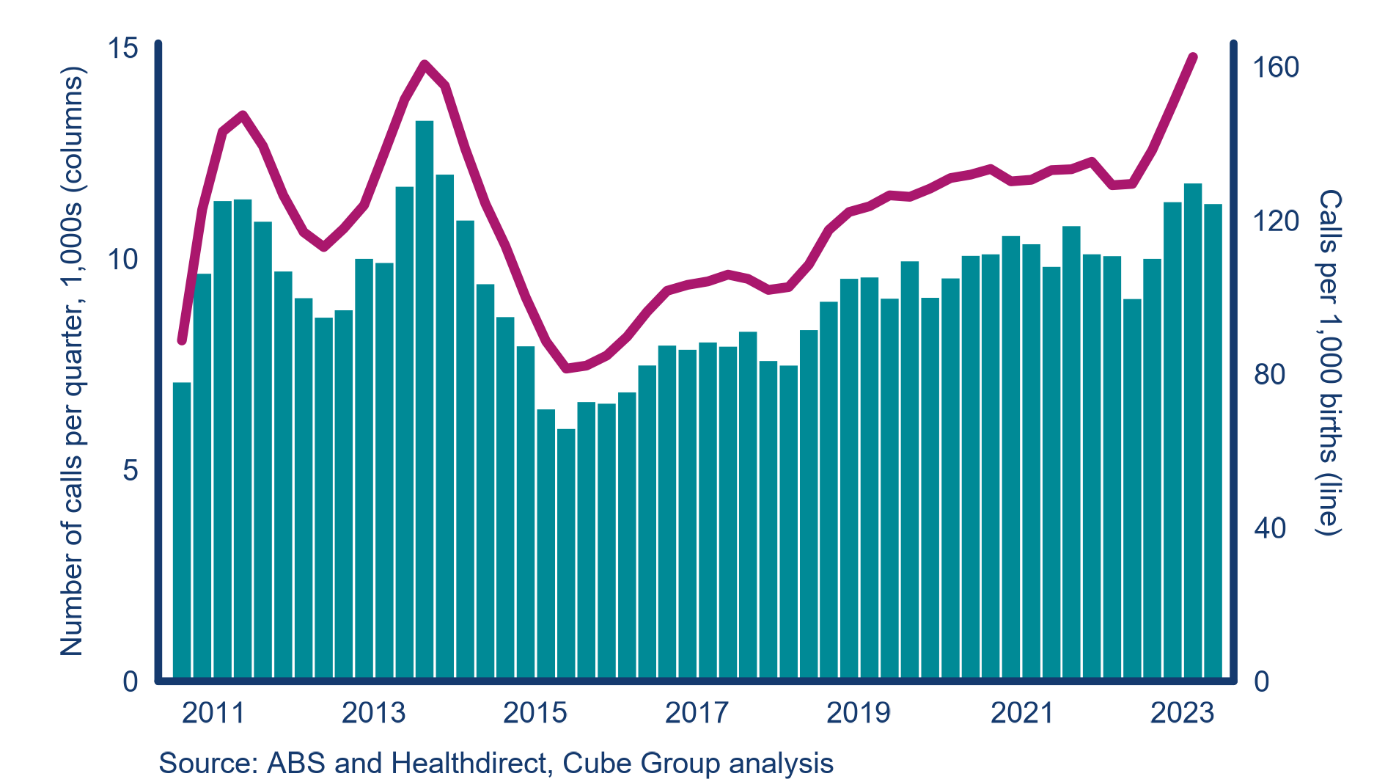 Number of calls per quarter, 1,000s (columns)
15
10
5
0
160
120
80
40
0
Calls per 1,000 births (line)
2011 2013 2015 2017 2019 2021 2023
Source: ABS and Healthdirect, Cube Group analysis